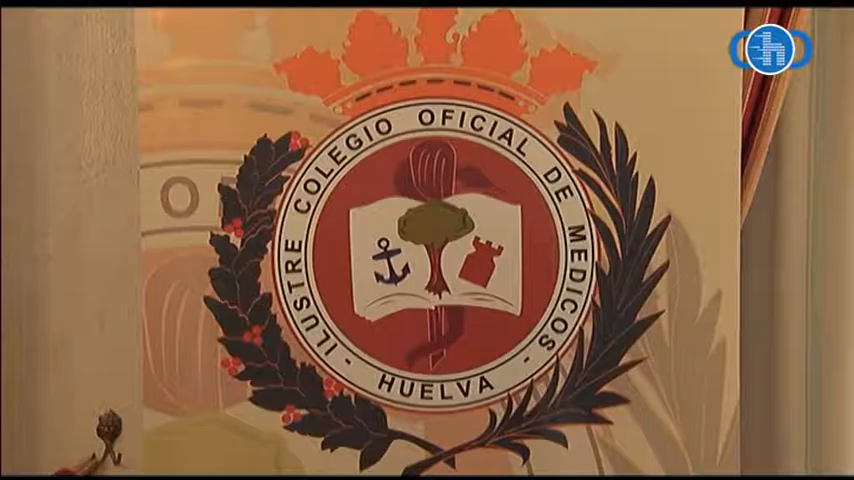 - ILUSTRE COLEGIO OFICIAL DE MEDICOS -
HUELVA
O
h